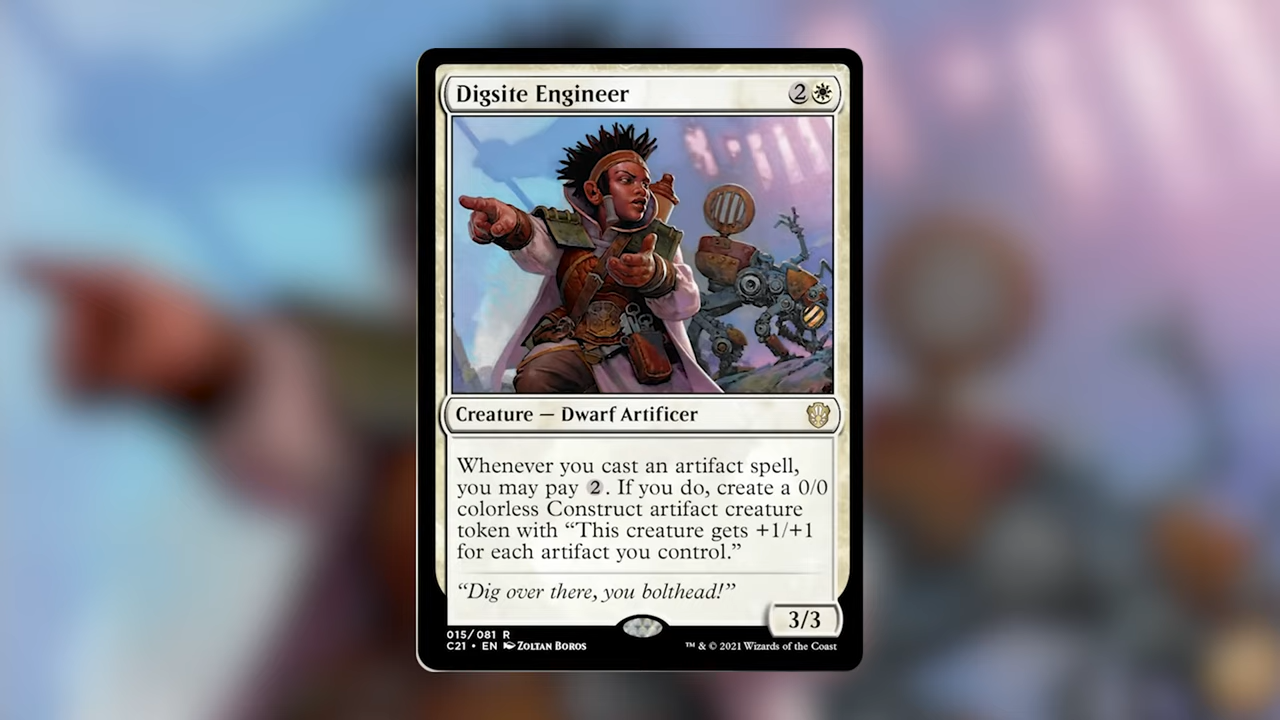 Digsite Engineer 2
Creature — Dwarf Artificer
Whenever you cast an artifact spell,
you may pay 2. If you do, create a 0/0
colorless Construct artifact creature
token with “This creature gets +1/+1
for each artifact you control.”
“Dig over there, you bolthead!”
3/3
015/081 R
C21 • EN ZOLTAN BOROS
™ & © 2021 Wizards of the Coast